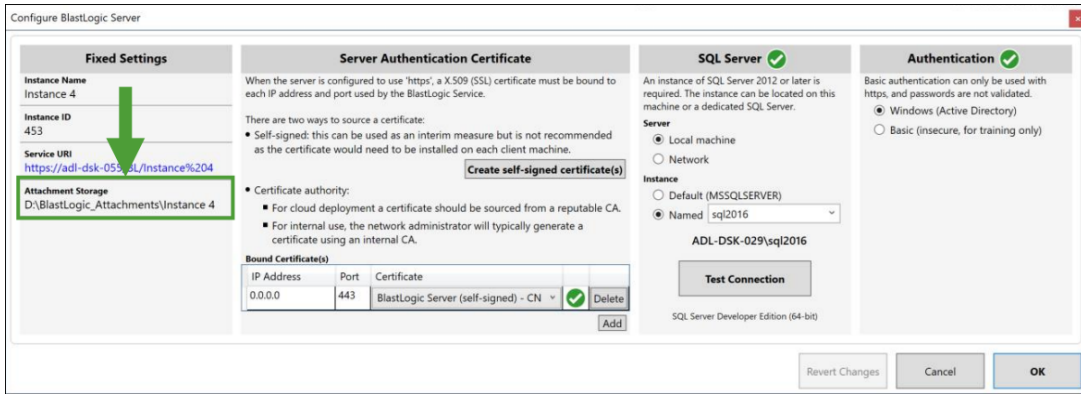 Configure BlastLogic Server
Fixed Settings
Instance Name
Instance 4
Instance ID
453
Service URI
https://adl-dsk-055/BL/Instance%204
Attachment Storage
D:\BlastLogic_Attachments\Instance 4
Server Authentication Certificate
When the server is configured to use 'https', a X.509 (SSL) certificate must be bound to
each IP address and port used by the BlastLogic Service.
There are two ways to source a certificate:
• Self-signed: this can be used as an interim measure but is not recommended
as the certificate would need to be installed on each client machine.
Create self-signed certificate(s)
• Certificate authority:
▪ For cloud deployment a certificate should be sourced from a reputable CA.
▪ For internal use, the network administrator will typically generate a
certificate using an internal CA.
Bound Certificate(s)
IP Address Port Certificate
0.0.0.0 443 BlastLogic Server (self-signed) - CN Delete
Add
SQL Server
An instance of SQL Server 2012 or later is
required. The instance can be located on this
machine or a dedicated SQL Server.
Server
Local machine
Network
Instance
Default (MSSQLSERVER)
Named sql2016
ADL-DSK-029\sql2016
Test Connection
SQL Server Developer Edition (64-bit)
Authentication
Basic authentication can only be used with
https, and passwords are not validated.
Windows (Active Directory)
Basic (insecure, for training only)
Revert Changes Cancel OK